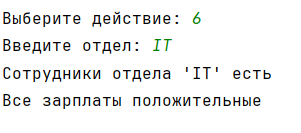 Выберите действие: 6
Введите отдел: IT
Сотрудники отдела 'IT' есть
Все зарплаты положительные